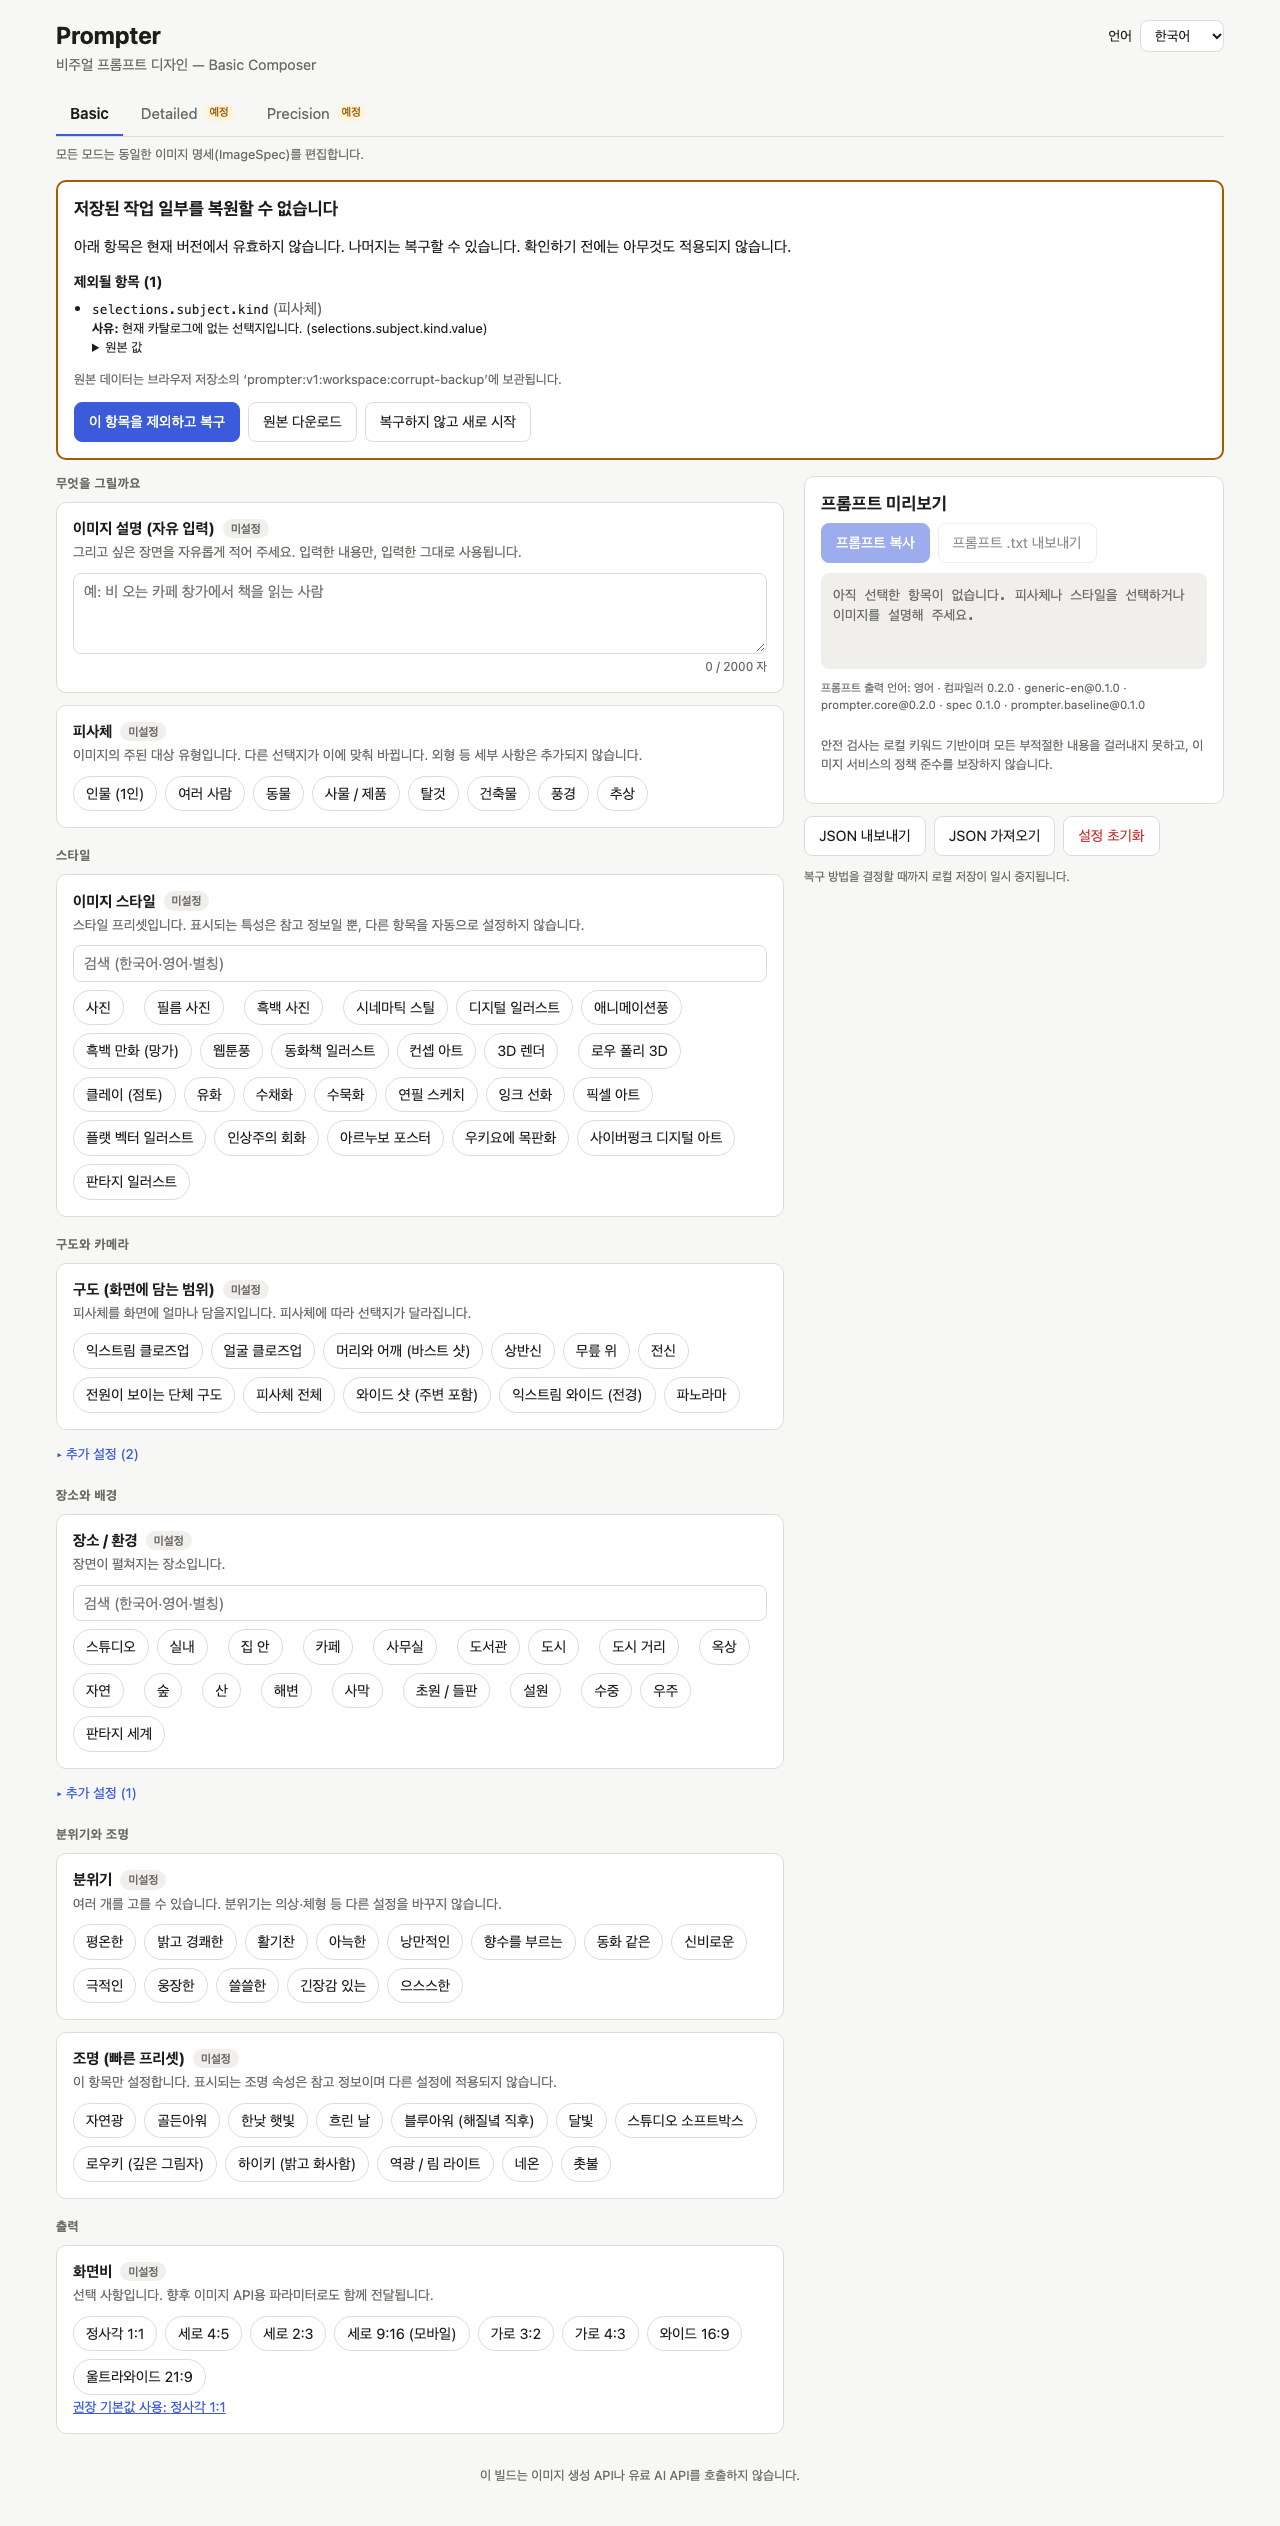 Prompter
언어
한국어
비주얼 프롬프트 디자인 — Basic Composer
Basic
Detailed 예정
Precision 예정
모든 모드는 동일한 이미지 명세(ImageSpec)를 편집합니다.
저장된 작업 일부를 복원할 수 없습니다
아래 항목은 현재 버전에서 유효하지 않습니다. 나머지는 복구할 수 있습니다. 확인하기 전에는 아무것도 적용되지 않습니다.
제외될 항목 (1)
• selections.subject.kind (피사체)
사유: 현재 카탈로그에 없는 선택지입니다. (selections.subject.kind.value)
▶ 원본 값
원본 데이터는 브라우저 저장소의 ‘prompter:v1:workspace:corrupt-backup’에 보관됩니다.
이 항목을 제외하고 복구
원본 다운로드
복구하지 않고 새로 시작
무엇을 그릴까요
이미지 설명 (자유 입력) 미설정
그리고 싶은 장면을 자유롭게 적어 주세요. 입력한 내용만, 입력한 그대로 사용됩니다.
예: 비 오는 카페 창가에서 책을 읽는 사람
0 / 2000 자
피사체 미설정
이미지의 주된 대상 유형입니다. 다른 선택지가 이에 맞춰 바뀝니다. 외형 등 세부 사항은 추가되지 않습니다.
인물 (1인) 여러 사람 동물 사물 / 제품 탈것 건축물 풍경 추상
스타일
이미지 스타일 미설정
스타일 프리셋입니다. 표시되는 특성은 참고 정보일 뿐, 다른 항목을 자동으로 설정하지 않습니다.
검색 (한국어·영어·별칭)
사진 필름 사진 흑백 사진 시네마틱 스틸 디지털 일러스트 애니메이션풍
흑백 만화 (망가) 웹툰풍 동화책 일러스트 컨셉 아트 3D 렌더 로우 폴리 3D
클레이 (점토) 유화 수채화 수묵화 연필 스케치 잉크 선화 픽셀 아트
플랫 벡터 일러스트 인상주의 회화 아르누보 포스터 우키요에 목판화 사이버펑크 디지털 아트
판타지 일러스트
구도와 카메라
구도 (화면에 담는 범위) 미설정
피사체를 화면에 얼마나 담을지입니다. 피사체에 따라 선택지가 달라집니다.
익스트림 클로즈업 얼굴 클로즈업 머리와 어깨 (바스트 샷) 상반신 무릎 위 전신
전원이 보이는 단체 구도 피사체 전체 와이드 샷 (주변 포함) 익스트림 와이드 (전경) 파노라마
▸ 추가 설정 (2)
장소와 배경
장소 / 환경 미설정
장면이 펼쳐지는 장소입니다.
검색 (한국어·영어·별칭)
스튜디오 실내 집 안 카페 사무실 도서관 도시 도시 거리 옥상
자연 숲 산 해변 사막 초원 / 들판 설원 수중 우주
판타지 세계
▸ 추가 설정 (1)
분위기와 조명
분위기 미설정
여러 개를 고를 수 있습니다. 분위기는 의상·체형 등 다른 설정을 바꾸지 않습니다.
평온한 밝고 경쾌한 활기찬 아늑한 낭만적인 향수를 부르는 동화 같은 신비로운
극적인 웅장한 쓸쓸한 긴장감 있는 으스스한
조명 (빠른 프리셋) 미설정
이 항목만 설정합니다. 표시되는 조명 속성은 참고 정보이며 다른 설정에 적용되지 않습니다.
자연광 골든아워 한낮 햇빛 흐린 날 블루아워 (해질녘 직후) 달빛 스튜디오 소프트박스
로우키 (깊은 그림자) 하이키 (밝고 화사함) 역광 / 림 라이트 네온 촛불
출력
화면비 미설정
선택 사항입니다. 향후 이미지 API용 파라미터로도 함께 전달됩니다.
정사각 1:1 세로 4:5 세로 2:3 세로 9:16 (모바일) 가로 3:2 가로 4:3 와이드 16:9
울트라와이드 21:9
권장 기본값 사용: 정사각 1:1
프롬프트 미리보기
프롬프트 복사
프롬프트 .txt 내보내기
아직 선택한 항목이 없습니다. 피사체나 스타일을 선택하거나
이미지를 설명해 주세요.
프롬프트 출력 언어: 영어 · 컴파일러 0.2.0 · generic-en@0.1.0 ·
prompter.core@0.2.0 · spec 0.1.0 · prompter.baseline@0.1.0
안전 검사는 로컬 키워드 기반이며 모든 부적절한 내용을 걸러내지 못하고, 이
미지 서비스의 정책 준수를 보장하지 않습니다.
JSON 내보내기
JSON 가져오기
설정 초기화
복구 방법을 결정할 때까지 로컬 저장이 일시 중지됩니다.
이 빌드는 이미지 생성 API나 유료 AI API를 호출하지 않습니다.